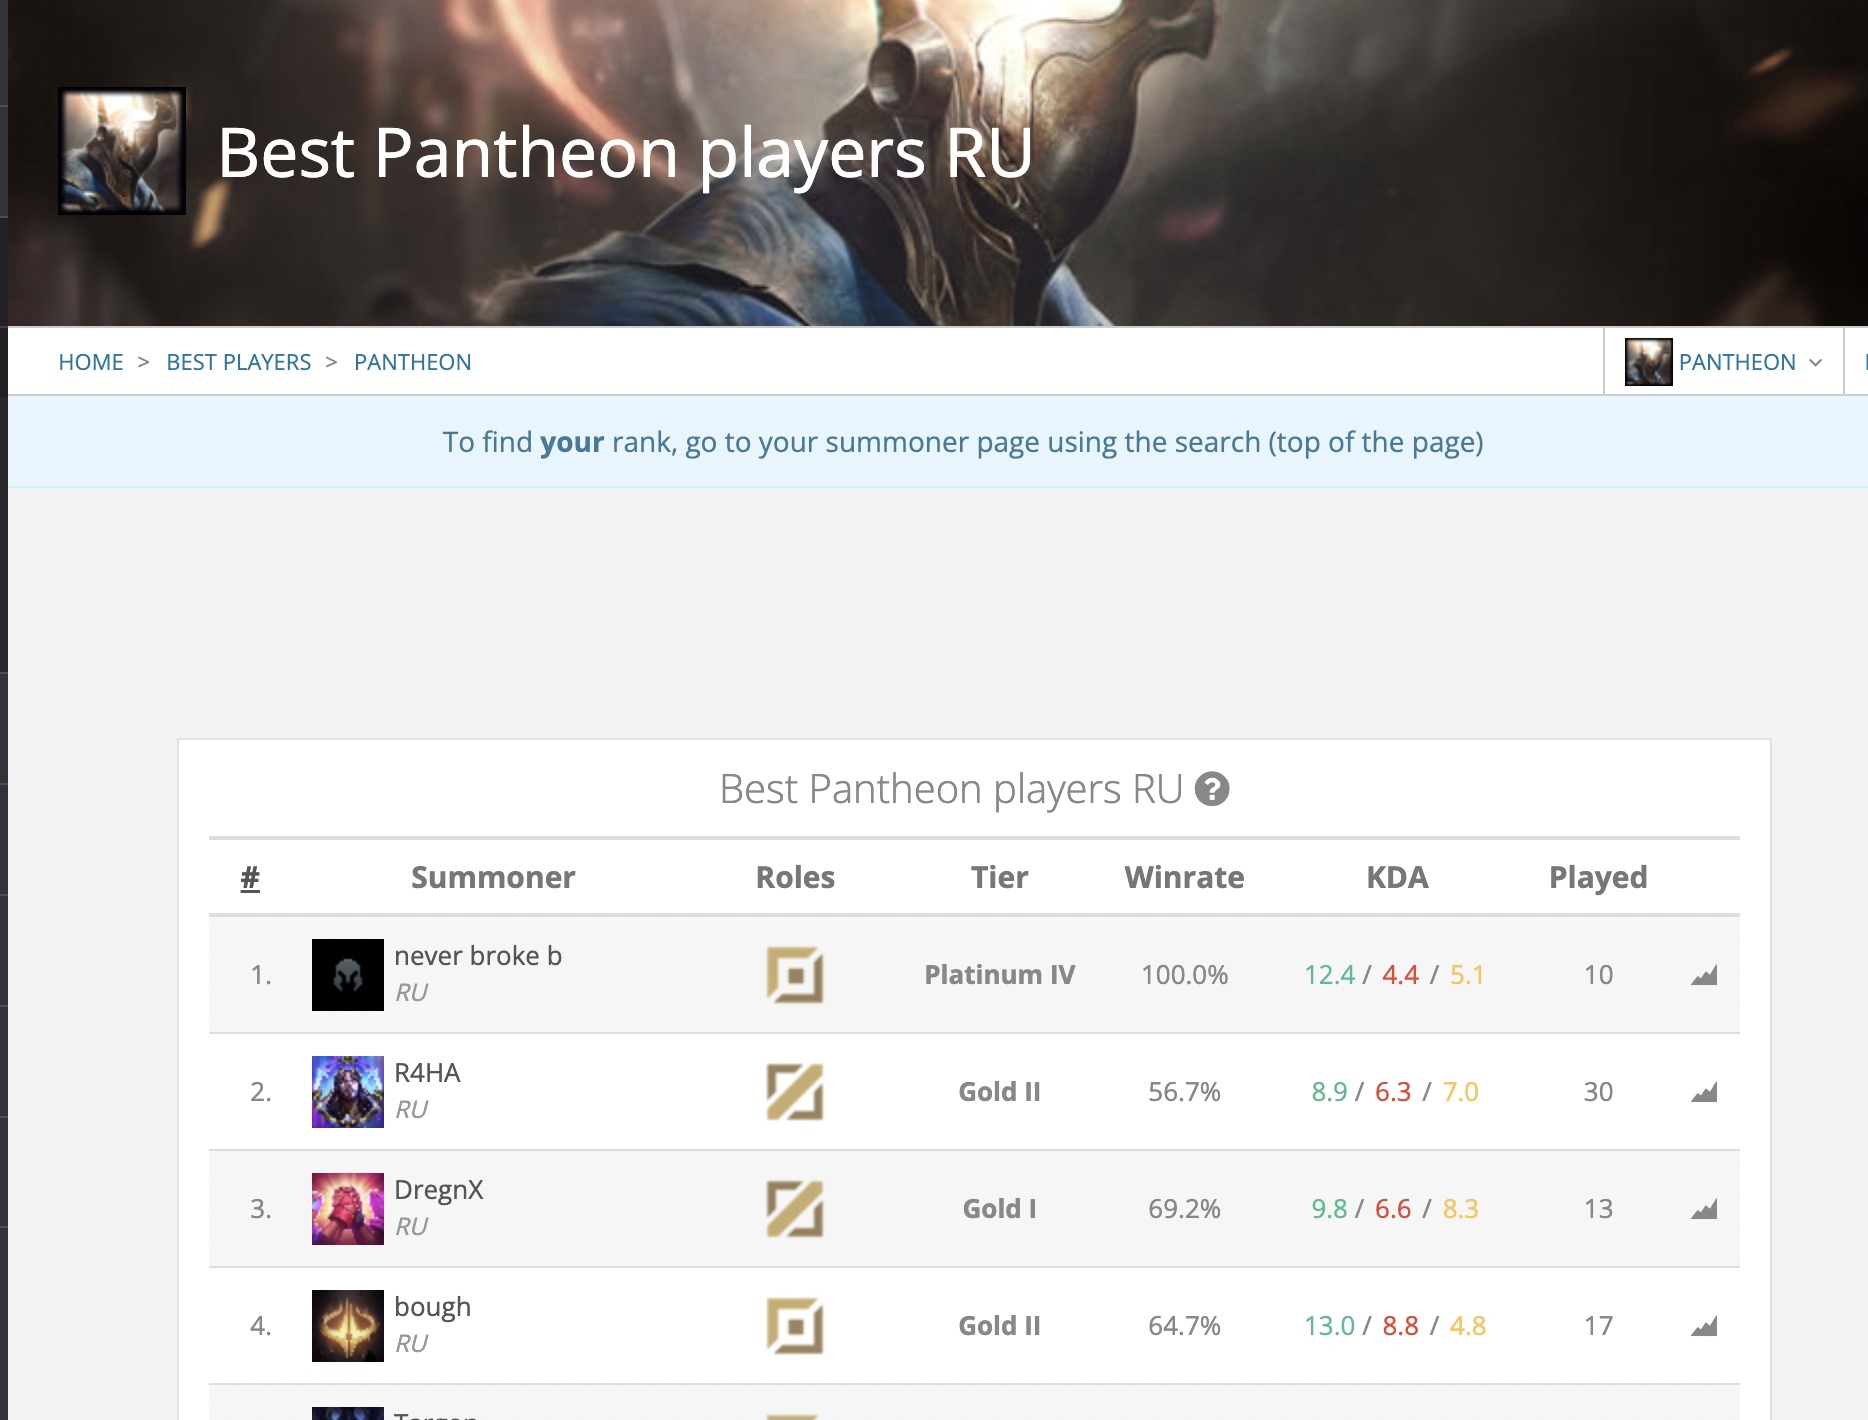 Best Pantheon players RU
HOME > BEST PLAYERS > PANTHEON
PANTHEON
To find your rank, go to your summoner page using the search (top of the page)
Best Pantheon players RU ?
# Summoner Roles Tier Winrate KDA Played
1. never broke b RU Platinum IV 100.0% 12.4 / 4.4 / 5.1 10
2. R4HA RU Gold II 56.7% 8.9 / 6.3 / 7.0 30
3. DregnX RU Gold I 69.2% 9.8 / 6.6 / 8.3 13
4. bough RU Gold II 64.7% 13.0 / 8.8 / 4.8 17